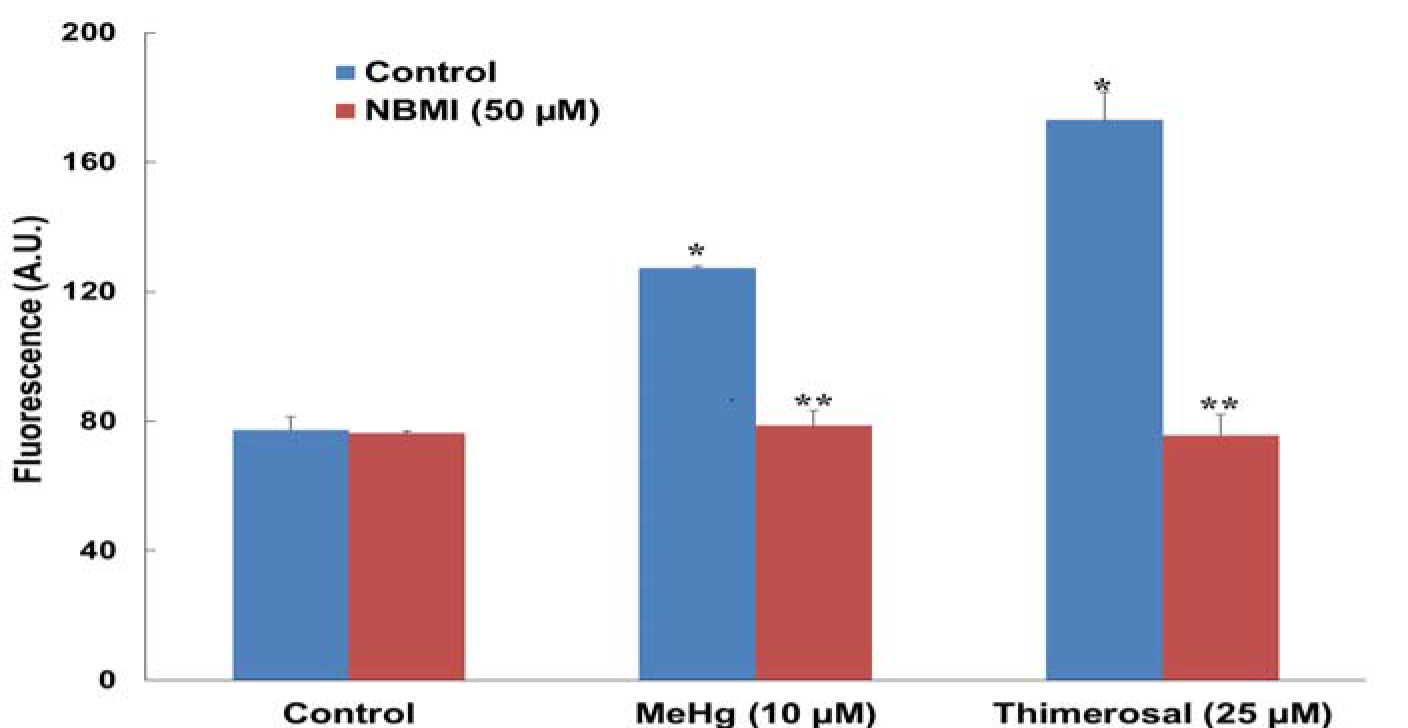 200
Control
NBMI (50 µM)
*
160
Fluorescence (A.U.)
*
120
**
**
80
40
0
Control
MeHg (10 µM)
Thimerosal (25 µM)